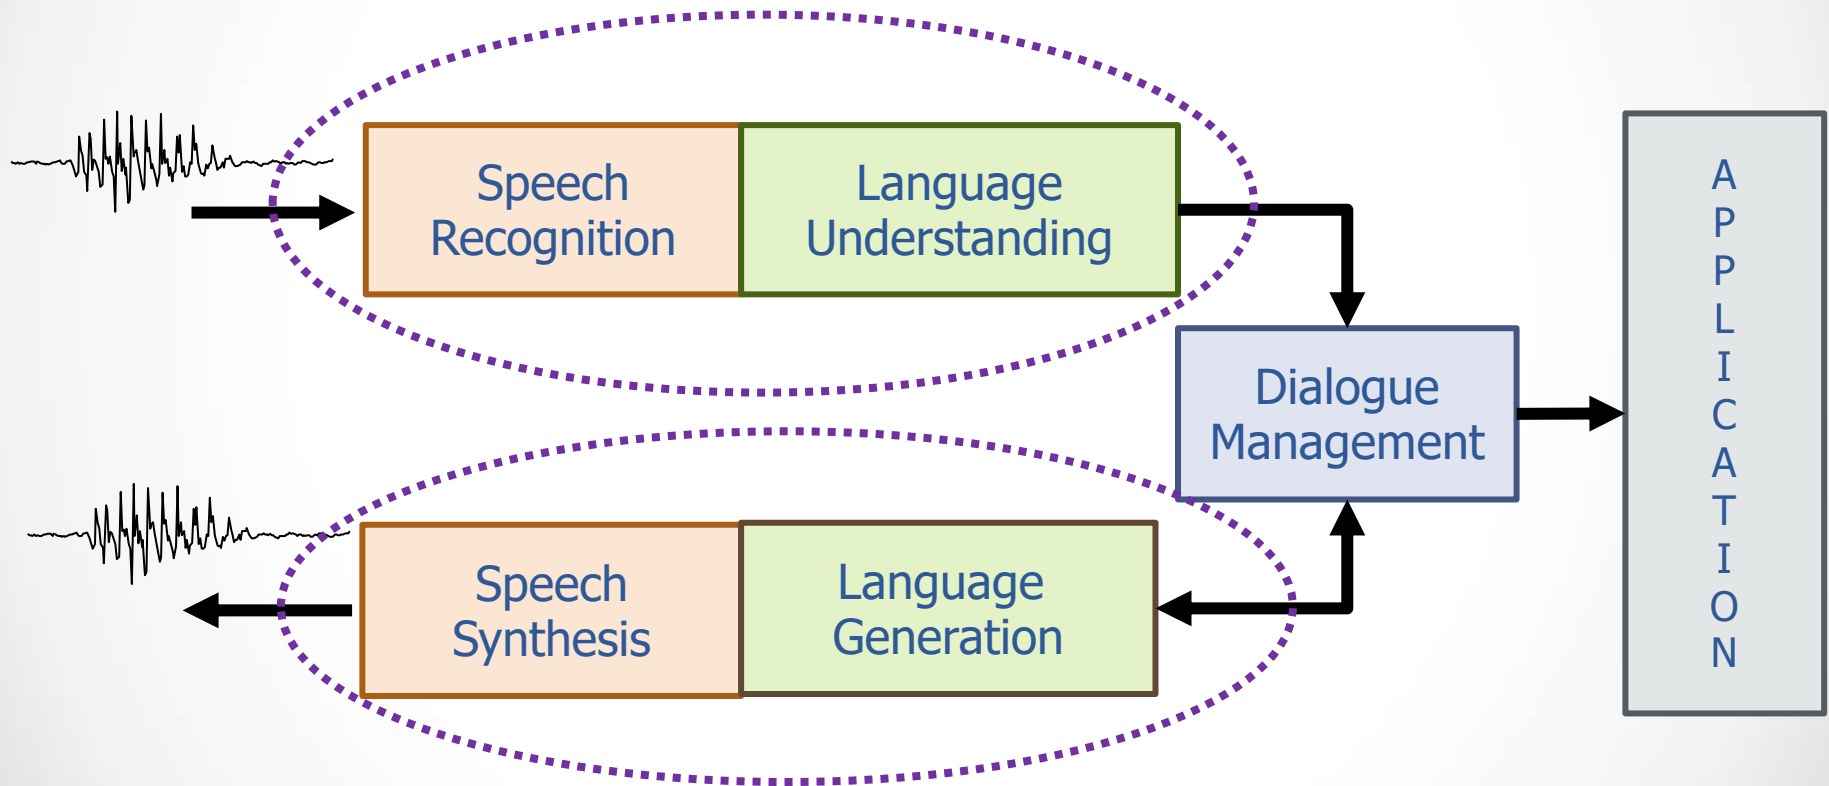 Speech
Recognition
Language
Understanding
Dialogue
Management
Speech
Synthesis
Language
Generation
A
P
P
L
I
C
A
T
I
O
N